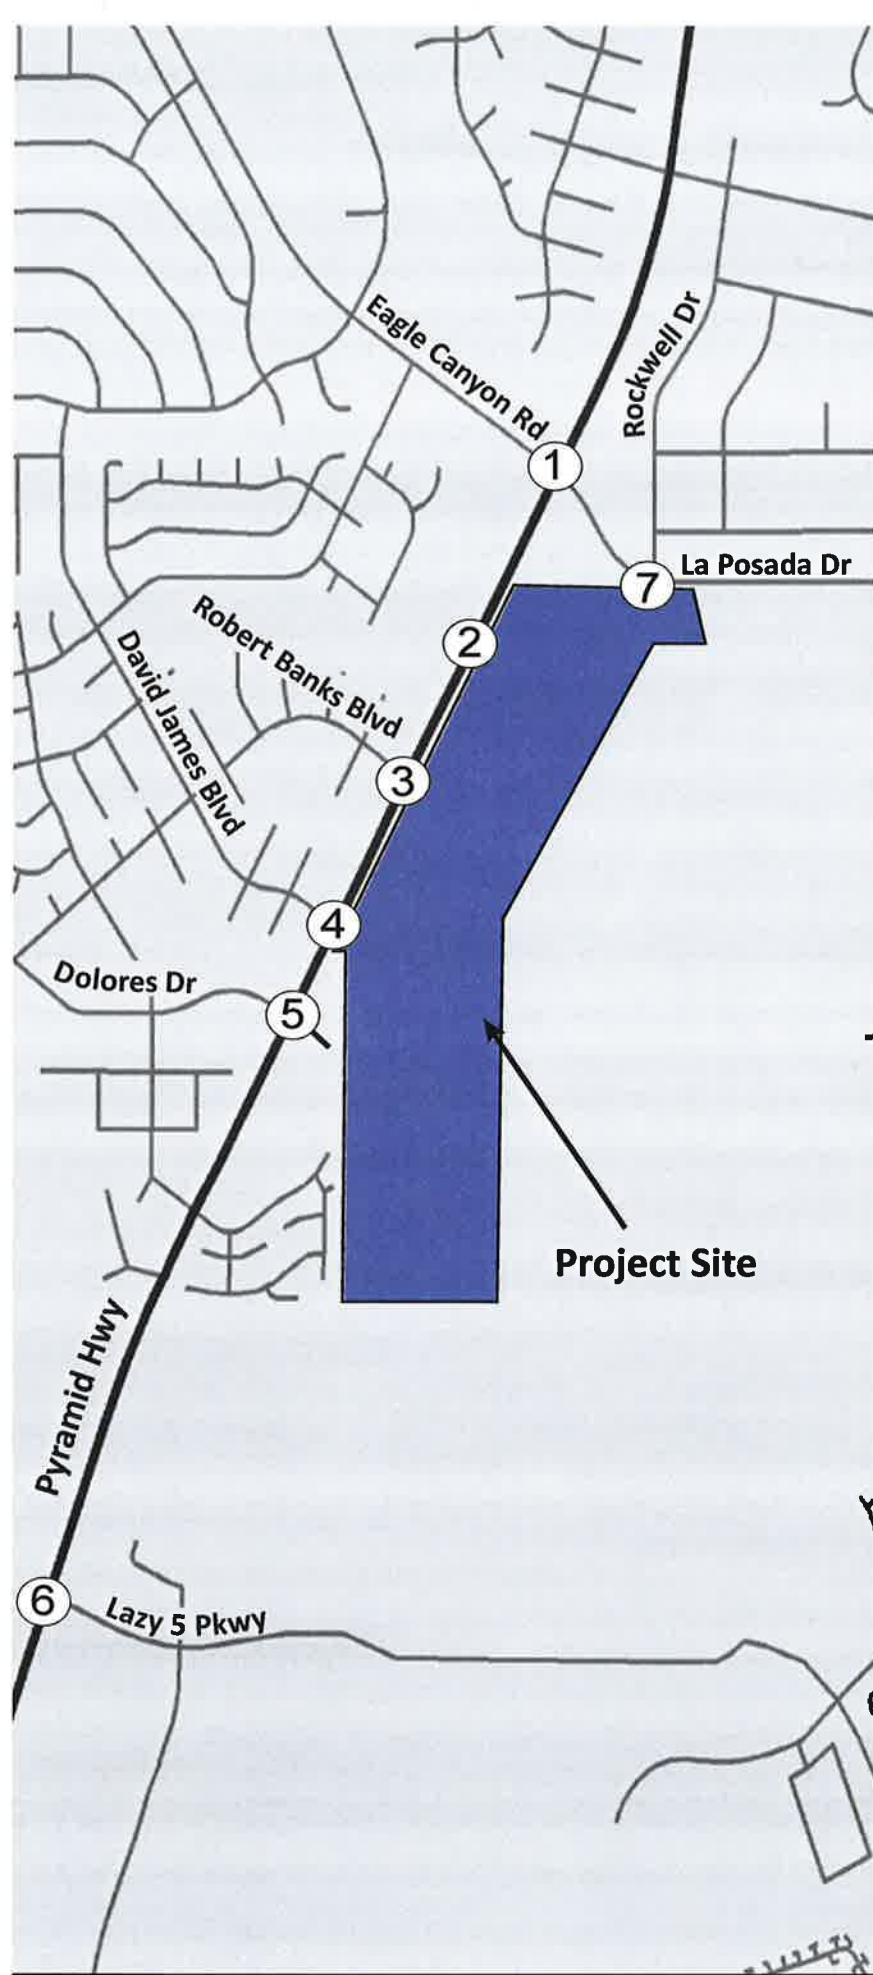 Eagle Canyon Rd
Rockwell Dr
1
La Posada Dr
7
Robert Banks Blvd
2
David James Blvd
3
4
Dolores Dr
5
Project Site
Pyramid Hwy
6
Lazy 5 Pkwy